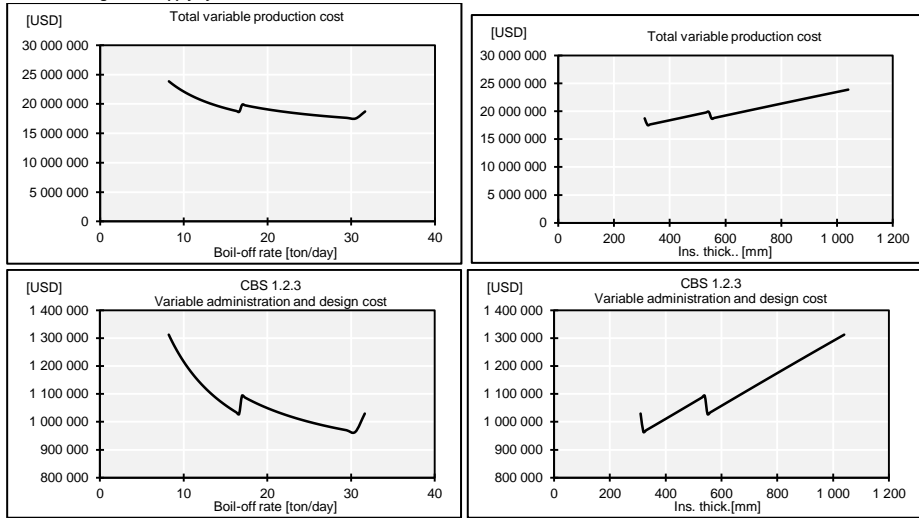 [USD]
Total variable production cost
30 000 000
25 000 000
20 000 000
15 000 000
10 000 000
5 000 000
0
0 10 20 30 40
Boil-off rate [ton/day]
[USD]
Total variable production cost
30 000 000
25 000 000
20 000 000
15 000 000
10 000 000
5 000 000
0
0 200 400 600 800 1 000 1 200
Ins. thick.. [mm]
[USD]
CBS 1.2.3
Variable administration and design cost
1 400 000
1 300 000
1 200 000
1 100 000
1 000 000
900 000
800 000
0 10 20 30 40
Boil-off rate [ton/day]
[USD]
CBS 1.2.3
Variable administration and design cost
1 400 000
1 300 000
1 200 000
1 100 000
1 000 000
900 000
800 000
0 200 400 600 800 1 000 1 200
Ins. thick.[mm]